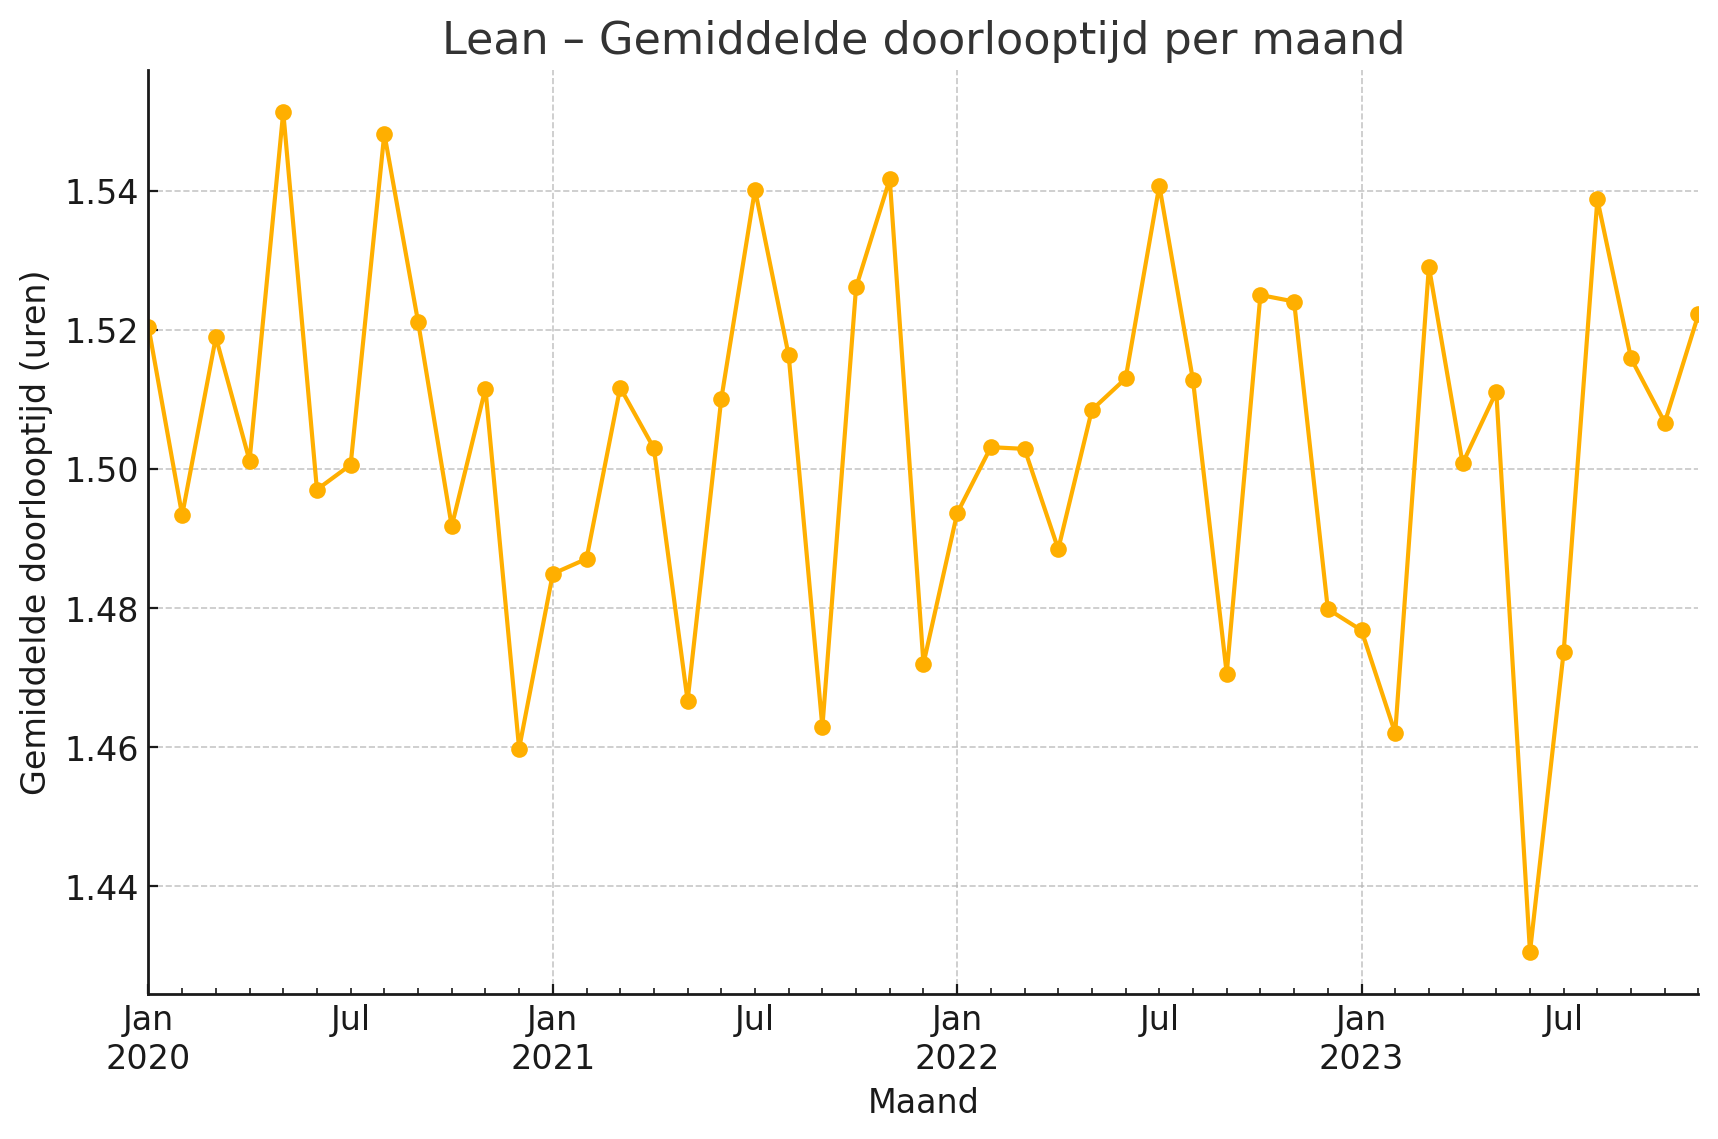 Lean – Gemiddelde doorlooptijd per maand
Gemiddelde doorlooptijd (uren)
1.54
1.52
1.50
1.48
1.46
1.44
Jan Jul Jan Jul Jan Jul Jan Jul
2020 2021 2022 2023
Maand